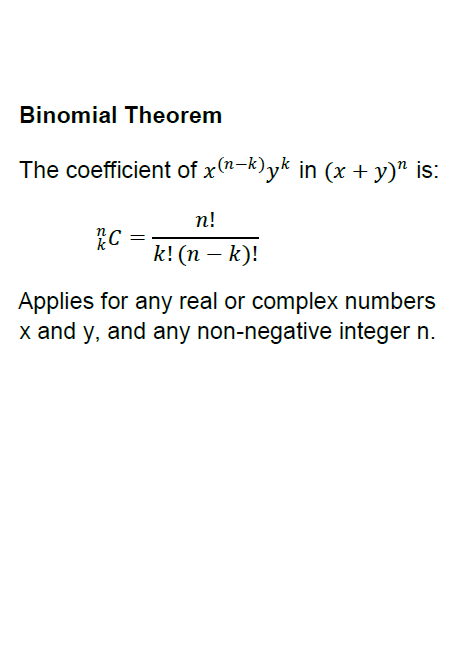 Binomial Theorem
The coefficient of x^(n−k)y^k in (x + y)^n is:
^n_k C = n! / k! (n − k)!
Applies for any real or complex numbers
x and y, and any non-negative integer n.